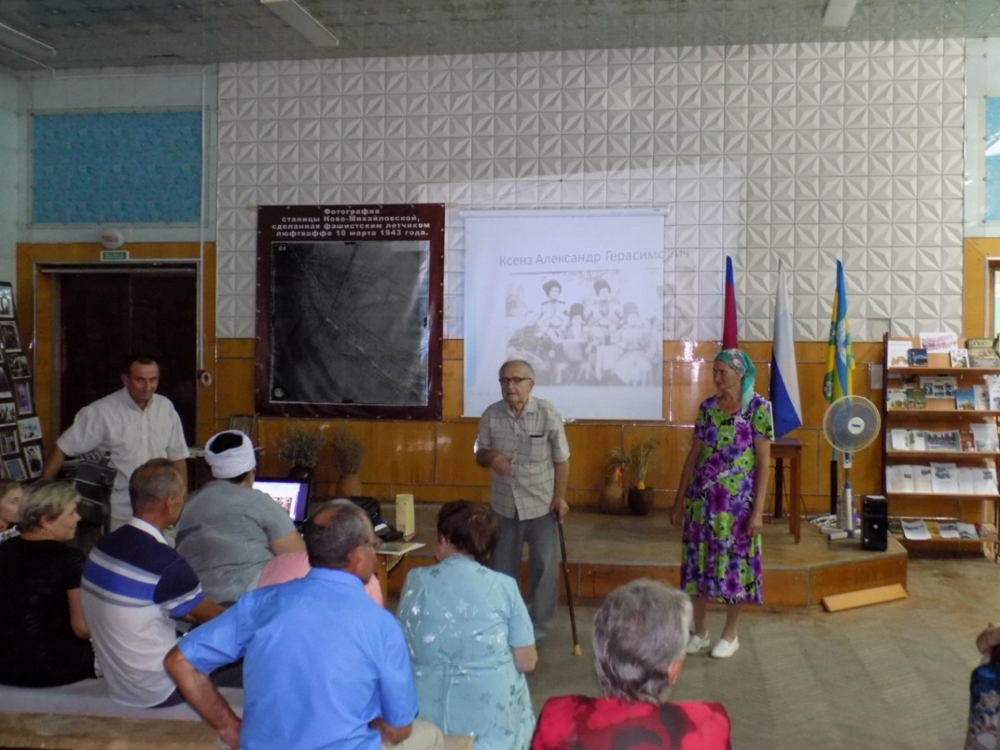 Фотография
станицы Ново-Михайловской,
сделанная фашистским летчиком
люфтваффе 10 марта 1943 года.
Ксенз Александр Герасимович